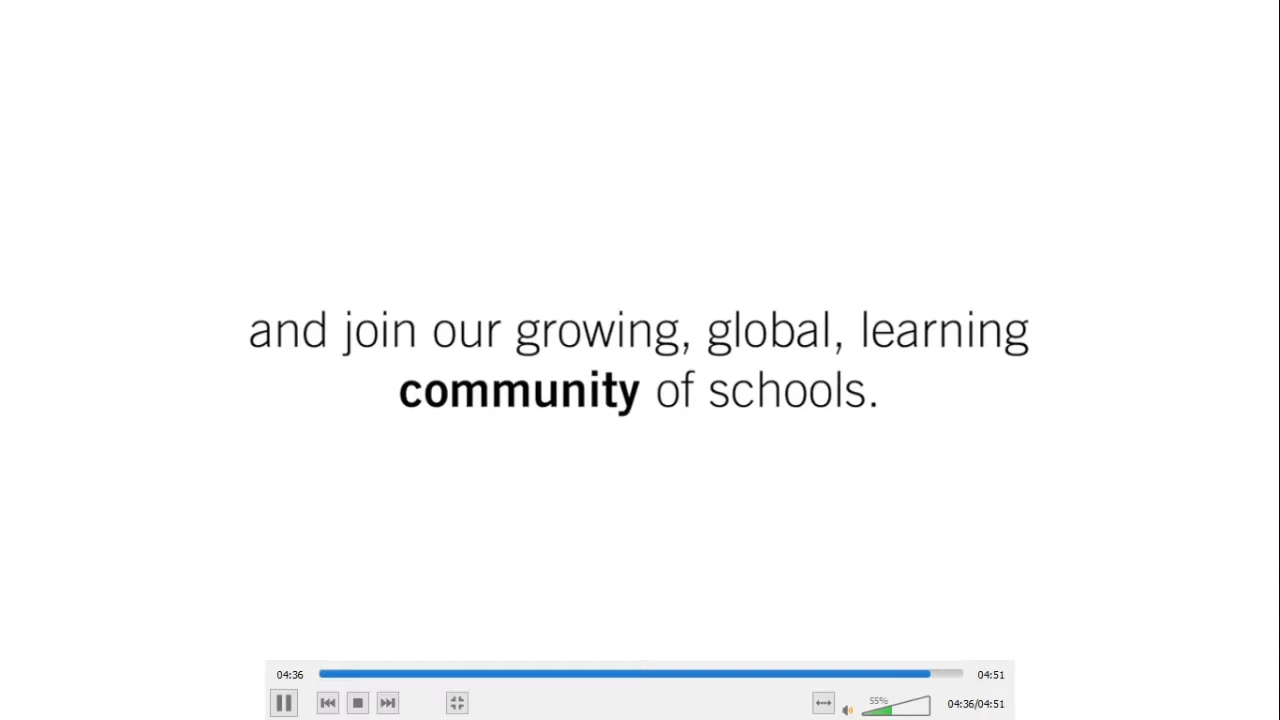 and join our growing, global, learning
community of schools.
04:36
04:51
55%
04:36/04:51